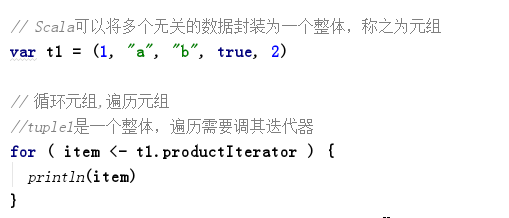 // Scala可以将多个无关的数据封装为一个整体，称之为元组
var t1 = (1, "a", "b", true, 2)
// 循环元组,遍历元组
//tuple1是一个整体，遍历需要调其迭代器
for ( item <- t1.productIterator ) {
println(item)
}